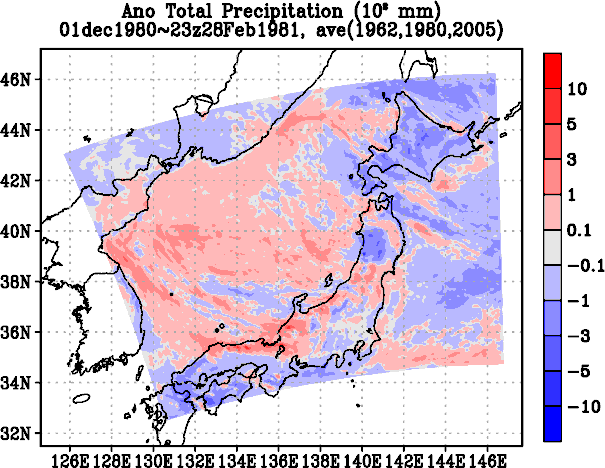 Ano Total Precipitation (10² mm)
01dec1980~23z28Feb1981, ave(1962,1980,2005)
46N
44N
42N
40N
38N
36N
34N
32N
126E 128E 130E 132E 134E 136E 138E 140E 142E 144E 146E
10
5
3
1
0.1
−0.1
−1
−3
−5
−10